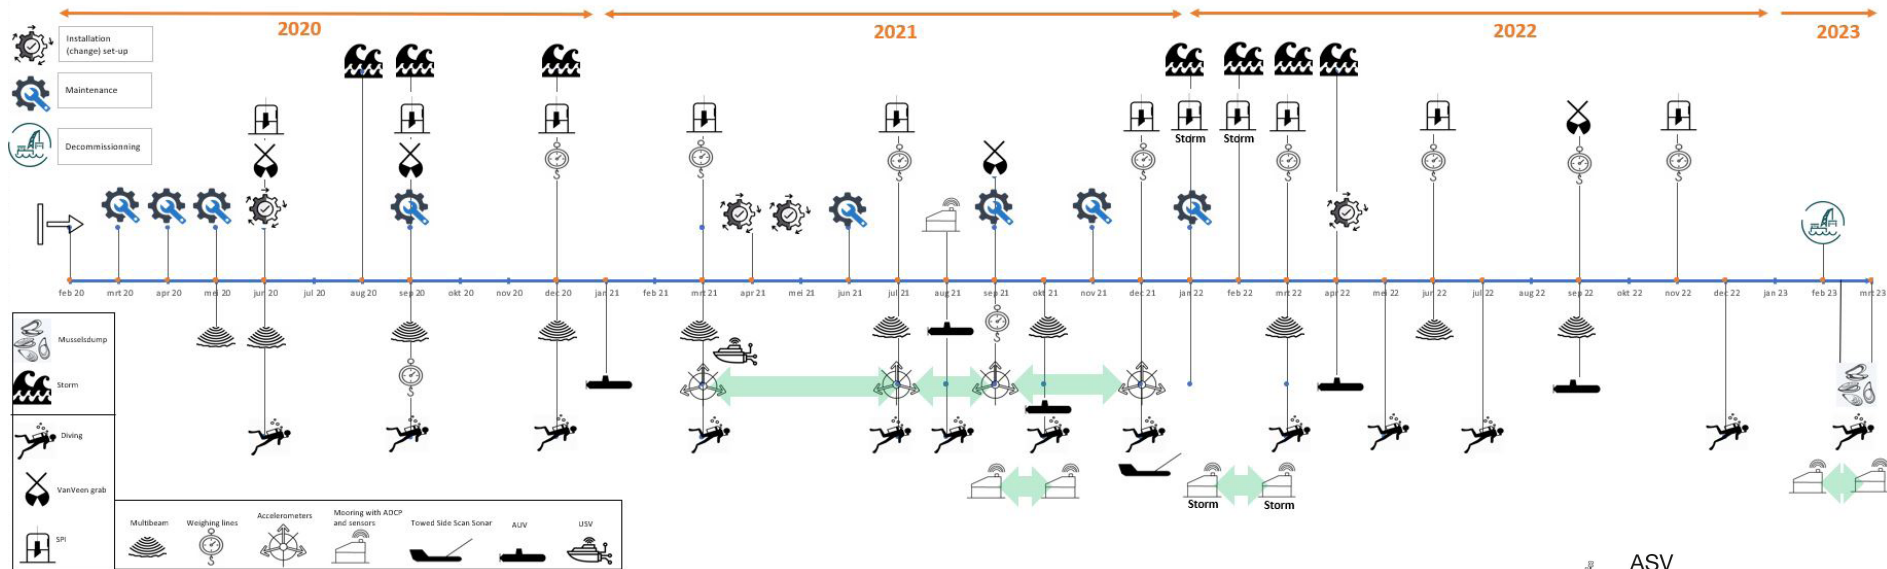 2020
2021
2022
2023
Installation
(change) set-up
Maintenance
Decommissionning
Storm
Storm
feb 20
mrt 20
apr 20
mei 20
jun 20
jul 20
aug 20
sep 20
okt 20
nov 20
dec 20
jan 21
feb 21
mrt 21
apr 21
mei 21
jun 21
jul 21
aug 21
sep 21
okt 21
nov 21
dec 21
jan 22
feb 22
mrt 22
apr 22
mei 22
jun 22
jul 22
aug 22
sep 22
okt 22
nov 22
dec 22
jan 23
feb 23
mrt 23
Musselsdump
Storm
Diving
VanVeen grab
SPI
Storm
Storm
Multibeam
Weighing lines
Accelerometers
Mooring with ADCP
and sensors
Towed Side Scan Sonar
AUV
USV
ASV